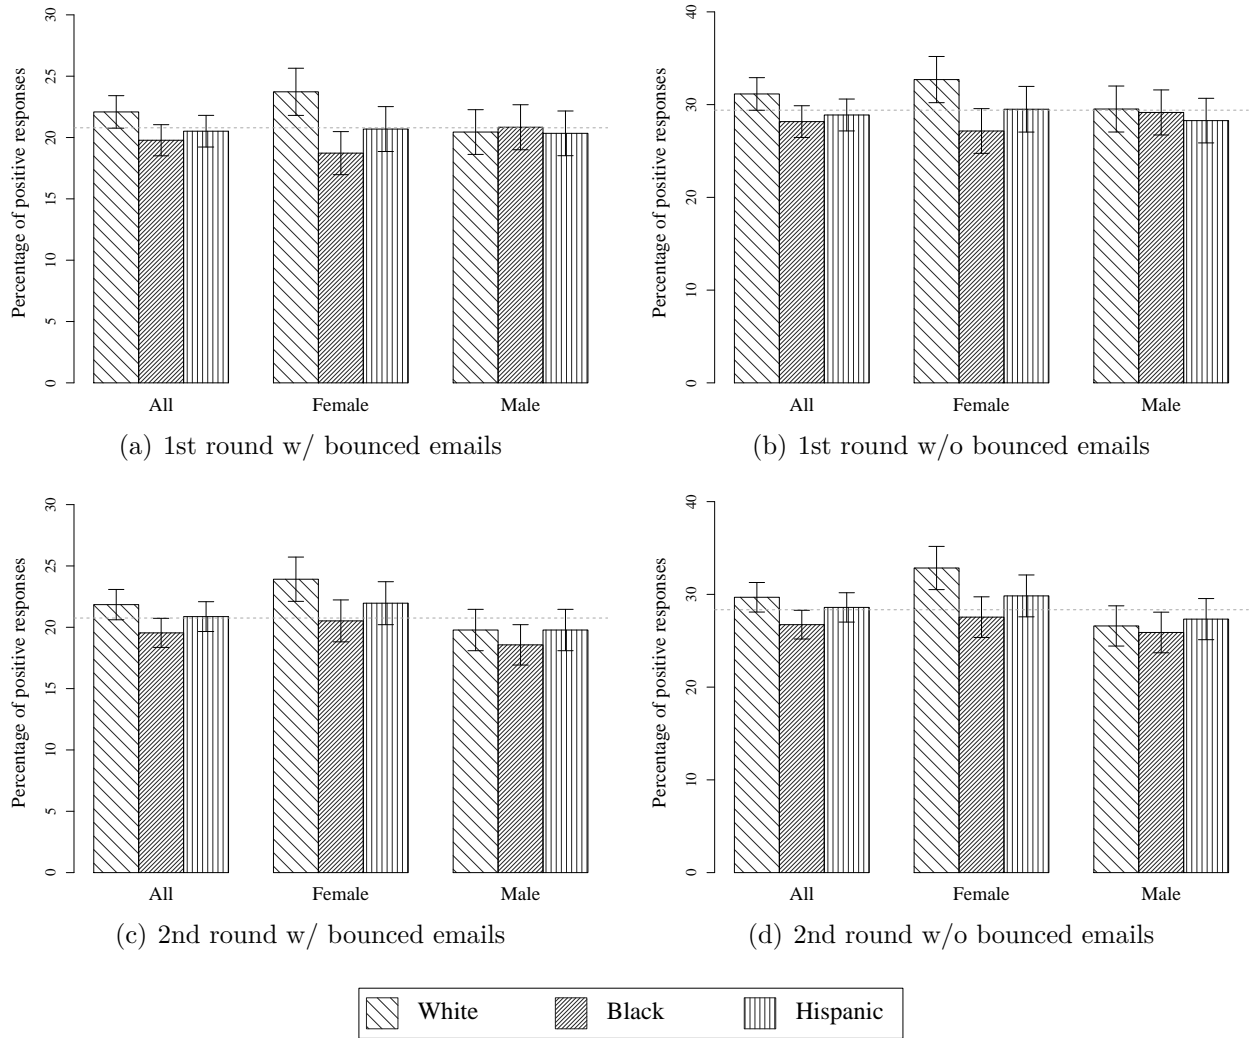 Percentage of positive responses
30
25
20
15
10
5
0
All Female Male
(a) 1st round w/ bounced emails
Percentage of positive responses
40
30
20
10
0
All Female Male
(b) 1st round w/o bounced emails
Percentage of positive responses
30
25
20
15
10
5
0
All Female Male
(c) 2nd round w/ bounced emails
Percentage of positive responses
40
30
20
10
0
All Female Male
(d) 2nd round w/o bounced emails
White Black Hispanic